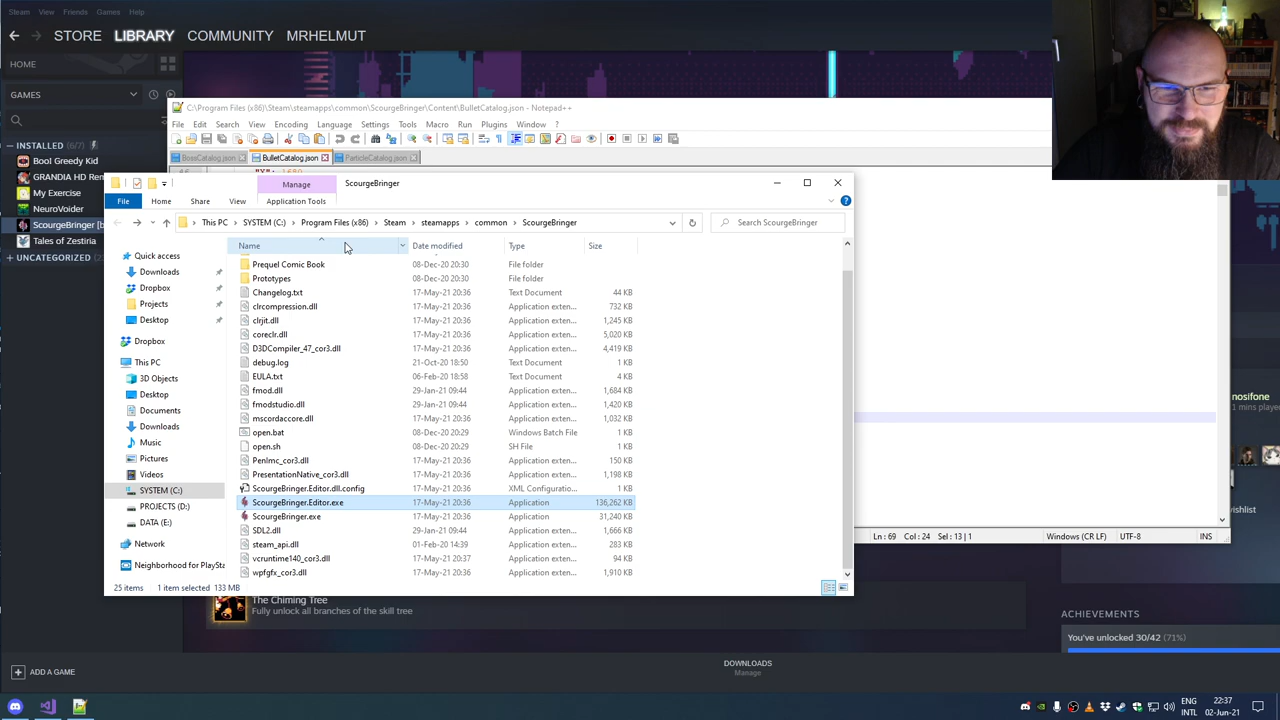 Steam View Friends Games Help
STORE LIBRARY COMMUNITY MRHELMUT
HOME
GAMES
INSTALLED (6/7)
Bool Greedy Kid
GRANDIA HD Rem
My Exercise
NeuroVoider
ScourgeBringer [
Tales of Zestiria
UNCATEGORIZED
ADD A GAME
C:\Program Files (x86)\Steam\steamapps\common\ScourgeBringer\Content\BulletCatalog.json - Notepad++
File Edit Search View Encoding Language Settings Tools Macro Run Plugins Window ?
BossCatalog.json BulletCatalog.json ParticleCatalog.json
66 "X": 1650
Manage ScourgeBringer
File Home Share View Application Tools
This PC SYSTEM (C:) Program Files (x86) Steam steamapps common ScourgeBringer
Search ScourgeBringer
Quick access
Downloads
Dropbox
Projects
Desktop
Dropbox
This PC
3D Objects
Desktop
Documents
Downloads
Music
Pictures
Videos
SYSTEM (C:)
PROJECTS (D:)
DATA (E:)
Network
Neighborhood for PlaySta
Name Date modified Type Size
Prequel Comic Book 08-Dec-20 20:30 File folder
Prototypes 08-Dec-20 20:30 File folder
Changelog.txt 17-May-21 20:36 Text Document 44 KB
clrcompression.dll 17-May-21 20:36 Application exten... 732 KB
clrjit.dll 17-May-21 20:36 Application exten... 1,245 KB
coreclr.dll 17-May-21 20:36 Application exten... 5,020 KB
D3DCompiler_47_cor3.dll 17-May-21 20:36 Application exten... 4,419 KB
debug.log 21-Oct-20 18:50 Text Document 1 KB
EULA.txt 06-Feb-20 18:58 Text Document 4 KB
fmod.dll 29-Jan-21 09:44 Application exten... 1,684 KB
fmodstudio.dll 29-Jan-21 09:44 Application exten... 1,420 KB
mscordaccore.dll 17-May-21 20:36 Application exten... 1,032 KB
open.bat 08-Dec-20 20:29 Windows Batch File 1 KB
open.sh 08-Dec-20 20:29 SH File 1 KB
PenImc_cor3.dll 17-May-21 20:36 Application exten... 150 KB
PresentationNative_cor3.dll 17-May-21 20:36 Application exten... 1,198 KB
ScourgeBringer.Editor.dll.config 17-May-21 20:36 XML Configuratio... 1 KB
ScourgeBringer.Editor.exe 17-May-21 20:36 Application 136,262 KB
ScourgeBringer.exe 17-May-21 20:36 Application 31,240 KB
SDL2.dll 29-Jan-21 09:44 Application exten... 1,666 KB
steam_api.dll 01-Feb-20 14:39 Application exten... 283 KB
vcruntime140_cor3.dll 17-May-21 20:37 Application exten... 94 KB
wpfgfx_cor3.dll 17-May-21 20:36 Application exten... 1,910 KB
25 items 1 item selected 133 MB
Ln : 69 Col : 24 Sel : 13 | 1 Windows (CR LF) UTF-8 INS
nosifone
1 mins playe
wishlist
The Chiming Tree
Fully unlock all branches of the skill tree
ACHIEVEMENTS
You've unlocked 30/42 (71%)
DOWNLOADS
Manage
ENG
INTL
22:37
02-Jun-21